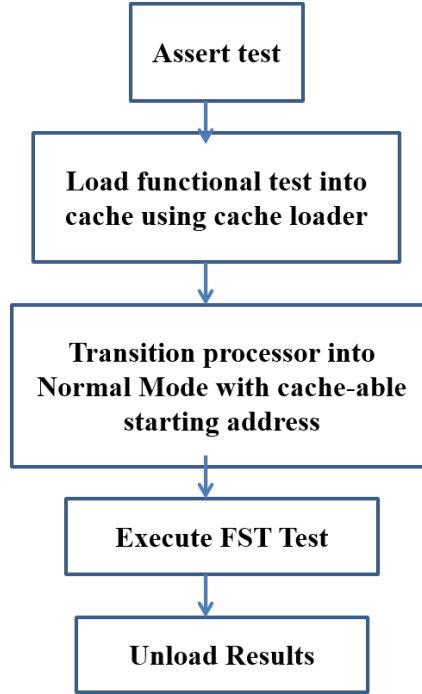 Assert test
Load functional test into
cache using cache loader
Transition processor into
Normal Mode with cache-able
starting address
Execute FST Test
Unload Results